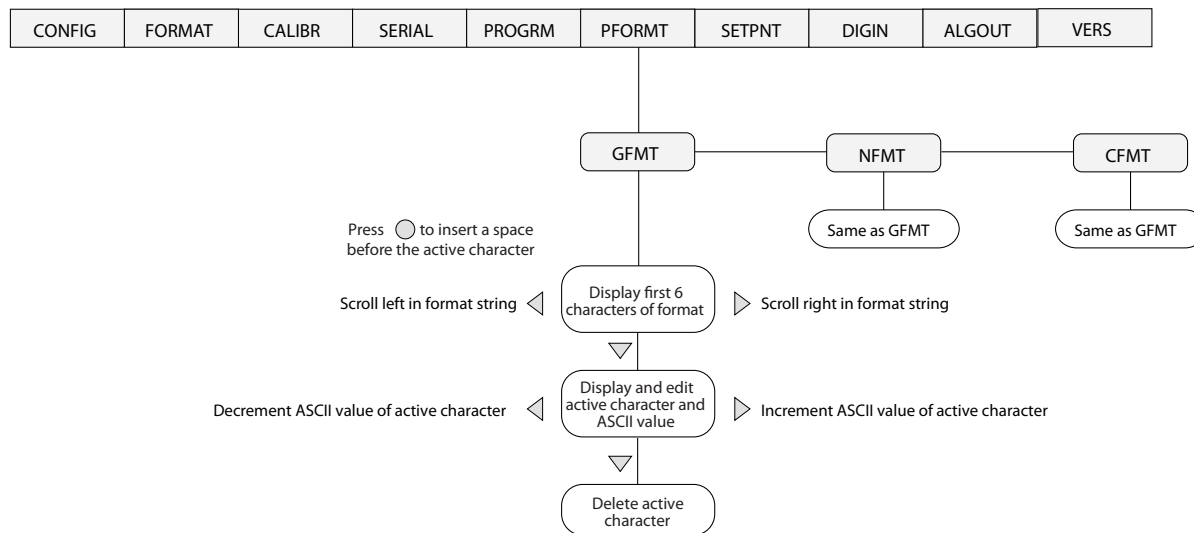 CONFIG FORMAT CALIBR SERIAL PROGRM PFORMT SETPNT DIGIN ALGOUT VERS
GFMT NFMT CFMT
Same as GFMT Same as GFMT
Press to insert a space
before the active character
Display first 6
characters of format
Scroll left in format string
Scroll right in format string
Display and edit
active character and
ASCII value
Decrement ASCII value of active character
Increment ASCII value of active character
Delete active
character